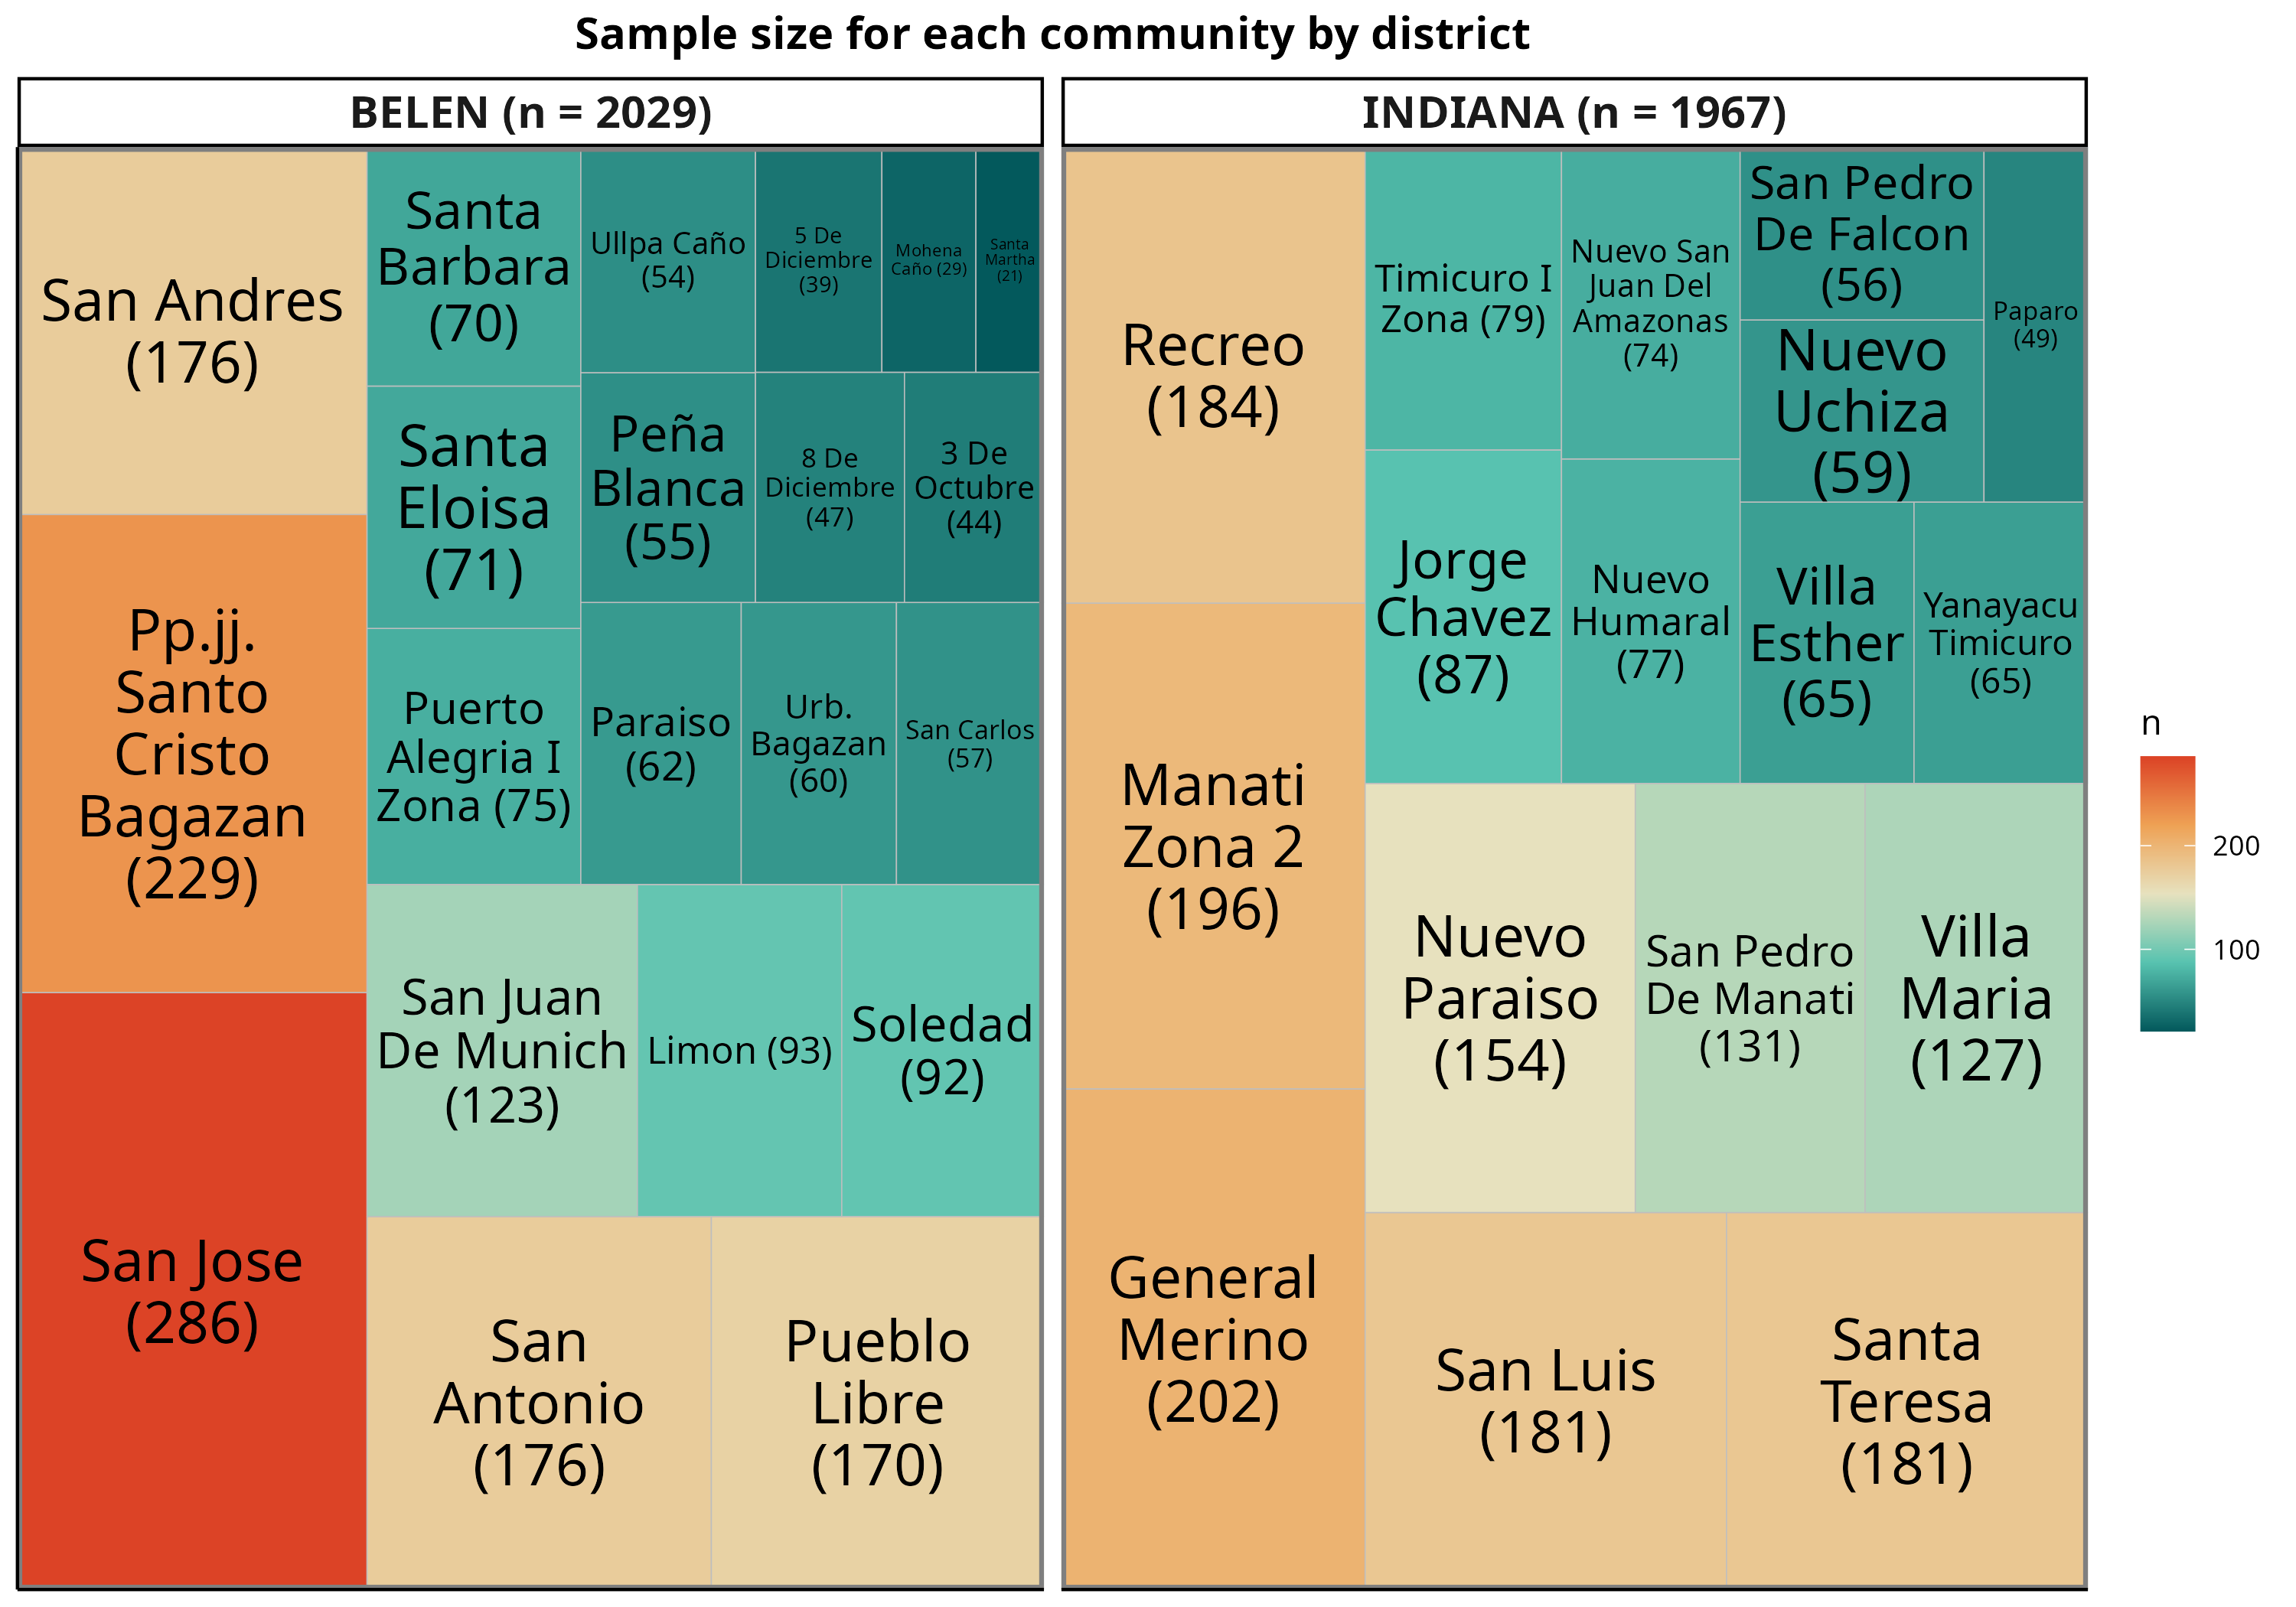 Sample size for each community by district
BELEN (n = 2029)
San Andres
(176)
Pp.jj.
Santo
Cristo
Bagazan
(229)
San Jose
(286)
Santa
Barbara
(70)
Santa
Eloisa
(71)
Puerto
Alegria I
Zona (75)
Ullpa Caño
(54)
5 De
Diciembre
(39)
Mohena
Caño (29)
Santa
Martha
(21)
Peña
Blanca
(55)
8 De
Diciembre
(47)
3 De
Octubre
(44)
Paraiso
(62)
Urb.
Bagazan
(60)
San Carlos
(57)
San Juan
De Munich
(123)
Limon (93)
Soledad
(92)
San
Antonio
(176)
Pueblo
Libre
(170)
INDIANA (n = 1967)
Recreo
(184)
Manati
Zona 2
(196)
General
Merino
(202)
Timicuro I
Zona (79)
Nuevo San
Juan Del
Amazonas
(74)
San Pedro
De Falcon
(56)
Nuevo
Uchiza
(59)
Paparo
(49)
Jorge
Chavez
(87)
Nuevo
Humaral
(77)
Villa
Esther
(65)
Yanayacu
Timicuro
(65)
Nuevo
Paraiso
(154)
San Pedro
De Manati
(131)
Villa
Maria
(127)
San Luis
(181)
Santa
Teresa
(181)
n
200
100